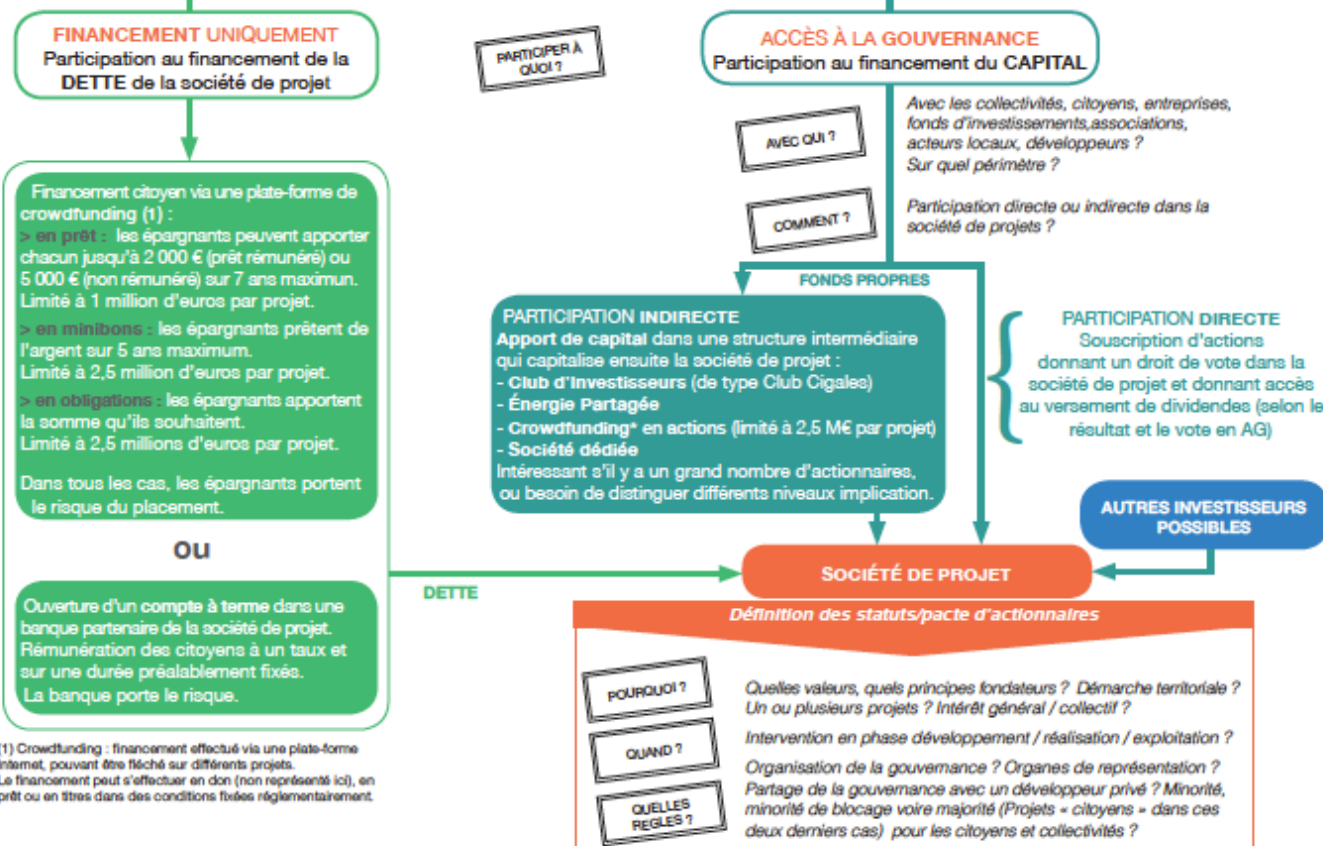 FINANCEMENT UNIQUEMENT
Participation au financement de la
DETTE de la société de projet
PARTICIPER À
QUOI ?
ACCÈS À LA GOUVERNANCE
Participation au financement du CAPITAL
AVEC QUI ?
Avec les collectivités, citoyens, entreprises,
fonds d'investissements,associations,
acteurs locaux, développeurs ?
Sur quel périmètre ?
COMMENT ?
Participation directe ou indirecte dans la
société de projets ?
Financement citoyen via une plate-forme de
crowdfunding (1) :
> en prêt : les épargnants peuvent apporter
chacun jusqu'à 2 000 € (prêt rémunéré) ou
5 000 € (non rémunéré) sur 7 ans maximun.
Limité à 1 million d'euros par projet.
> en minibons : les épargnants prêtent de
l'argent sur 5 ans maximum.
Limité à 2,5 million d'euros par projet.
> en obligations : les épargnants apportent
la somme qu'ils souhaitent.
Limité à 2,5 millions d'euros par projet.
Dans tous les cas, les épargnants portent
le risque du placement.
ou
Ouverture d'un compte à terme dans une
banque partenaire de la société de projet.
Rémunération des citoyens à un taux et
sur une durée préalablement fixés.
La banque porte le risque.
(1) Crowdfunding : financement effectué via une plate-forme
internet, pouvant être fléché sur différents projets.
Le financement peut s'effectuer en don (non représenté ici), en
prêt ou en titres dans des conditions fixées réglementairement.
DETTE
FONDS PROPRES
PARTICIPATION INDIRECTE
Apport de capital dans une structure intermédiaire
qui capitalise ensuite la société de projet :
- Club d'Investisseurs (de type Club Cigales)
- Énergie Partagée
- Crowdfunding* en actions (limité à 2,5 M€ par projet)
- Société dédiée
Intéressant s'il y a un grand nombre d'actionnaires,
ou besoin de distinguer différents niveaux implication.
PARTICIPATION DIRECTE
Souscription d'actions
donnant un droit de vote dans la
société de projet et donnant accès
au versement de dividendes (selon le
résultat et le vote en AG)
AUTRES INVESTISSEURS
POSSIBLES
SOCIÉTÉ DE PROJET
Définition des statuts/pacte d'actionnaires
POURQUOI ?
Quelles valeurs, quels principes fondateurs ? Démarche territoriale ?
Un ou plusieurs projets ? Intérêt général / collectif ?
QUAND ?
Intervention en phase développement / réalisation / exploitation ?
QUELLES
REGLES ?
Organisation de la gouvernance ? Organes de représentation ?
Partage de la gouvernance avec un développeur privé ? Minorité,
minorité de blocage voire majorité (Projets « citoyens » dans ces
deux derniers cas) pour les citoyens et collectivités ?